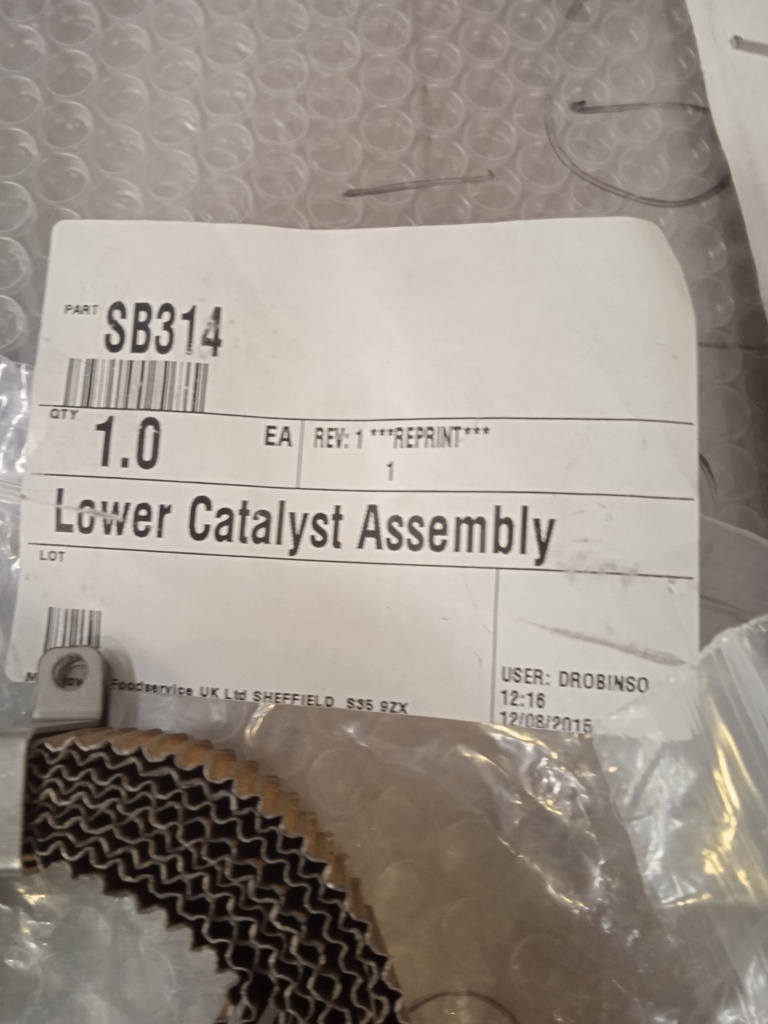 PART SB314
QTY 1.0 EA
REV: 1 ***REPRINT***
1
Lower Catalyst Assembly
LOT
Foodservice UK Ltd SHEFFIELD S35 9ZX
USER: DROBINSO
12:16
12/08/2015